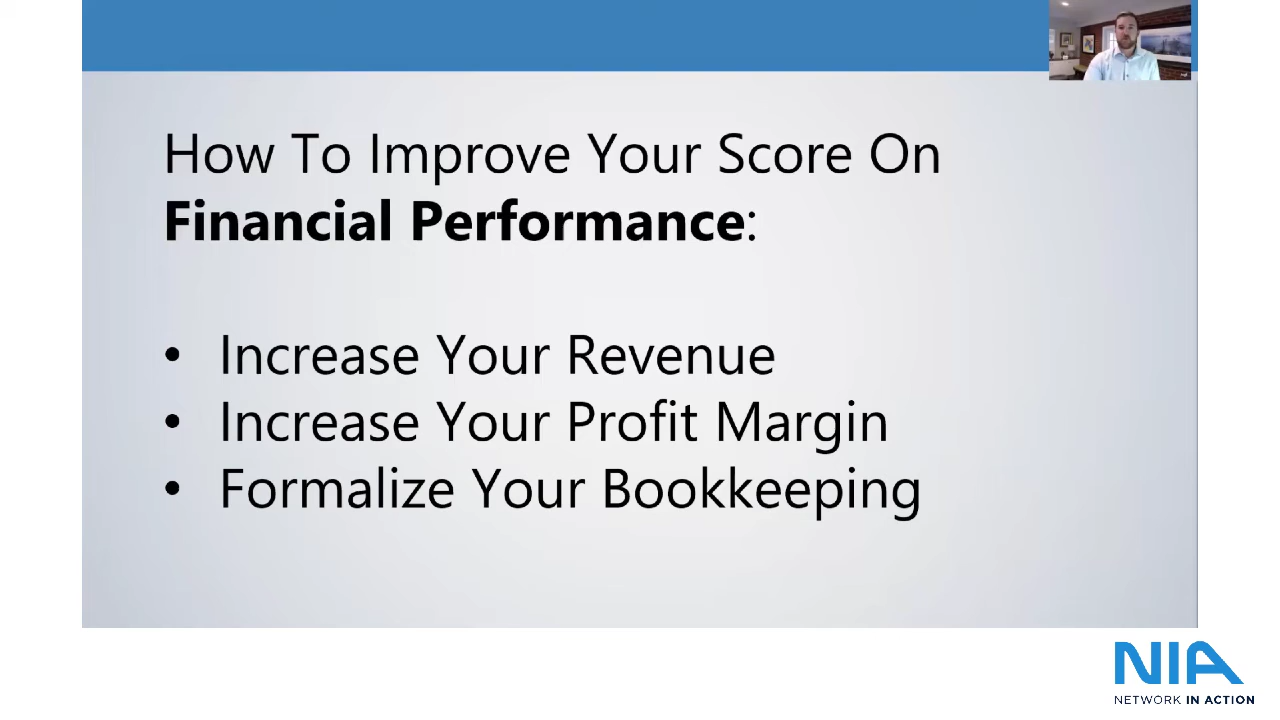 How To Improve Your Score On
Financial Performance:
• Increase Your Revenue
• Increase Your Profit Margin
• Formalize Your Bookkeeping
NIA
NETWORK IN ACTION